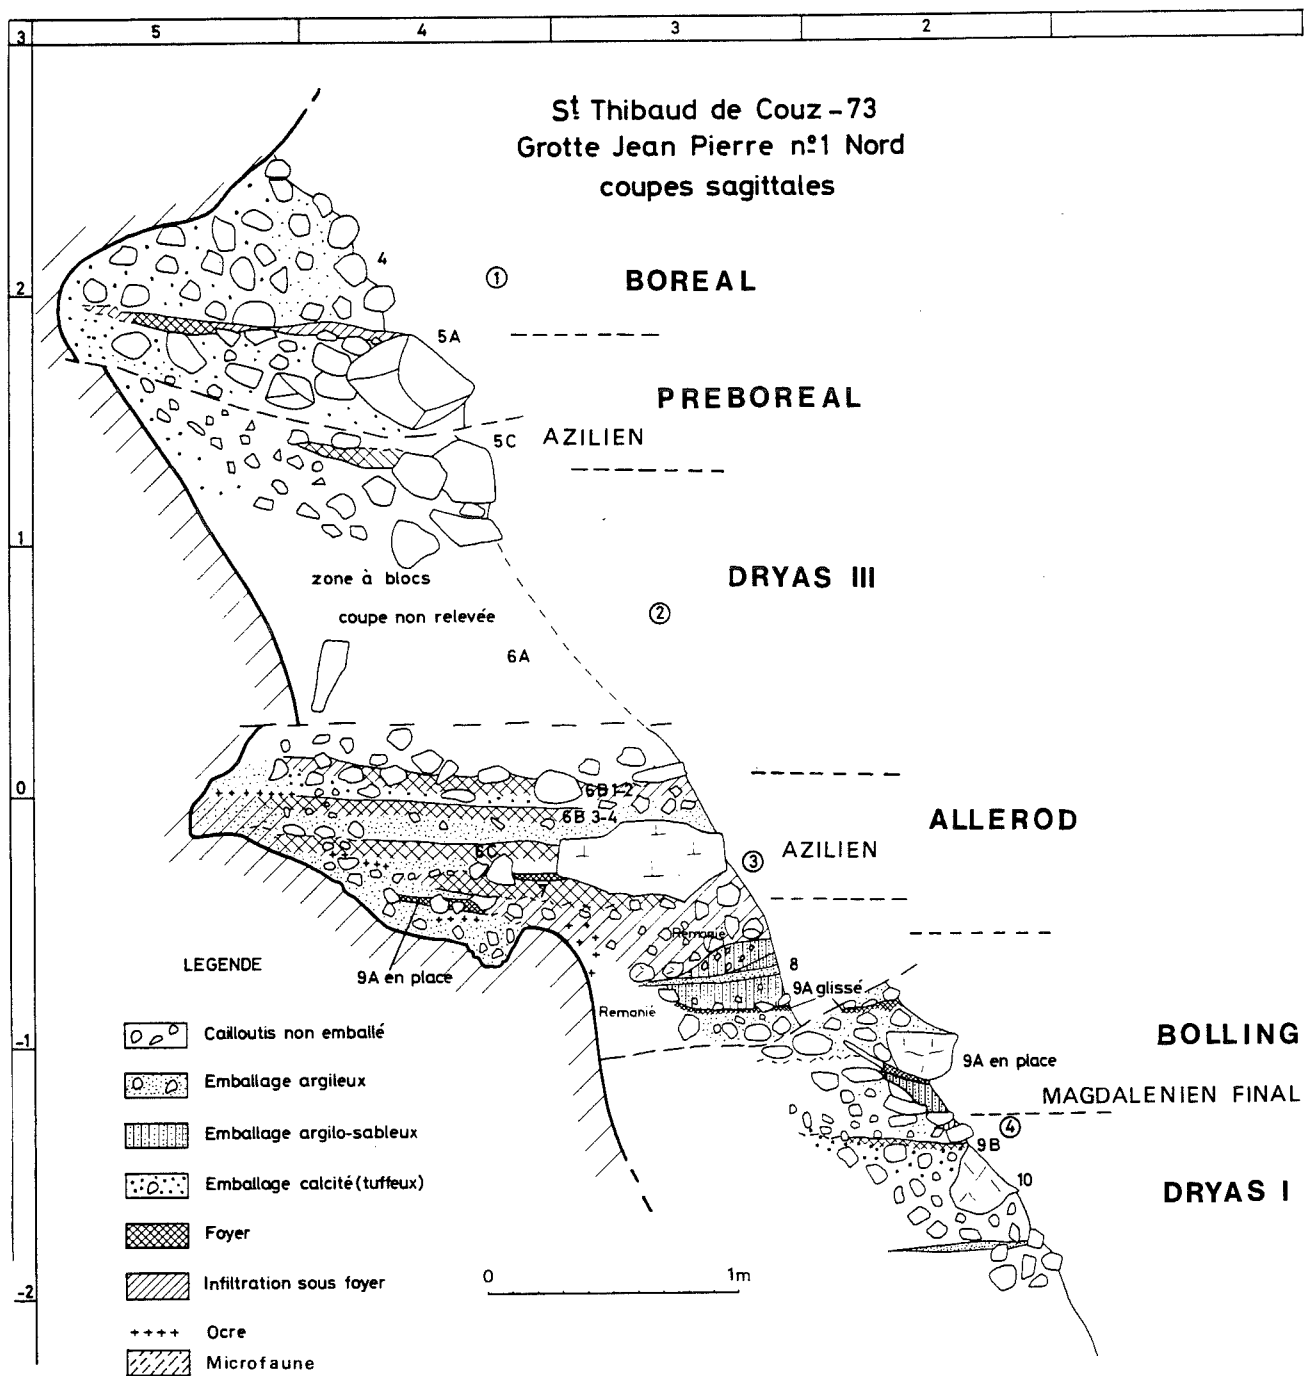 3 5 4 3 2
St Thibaud de Couz - 73
Grotte Jean Pierre nº1 Nord
coupes sagittales
4
① BOREAL
2
5A
PREBOREAL
5C AZILIEN
1
zone à blocs
DRYAS III
coupe non relevée
②
6A
0
6B 1-2
6B 3-4
ALLEROD
6C
③ AZILIEN
7
Remanié
LEGENDE
9A en place
8
9A glissé
Remanié
Cailloutis non emballé
-1
BOLLING
9A en place
Emballage argileux
MAGDALENIEN FINAL
④
Emballage argilo-sableux
9B
Emballage calcité (tuffeux)
10
DRYAS I
Foyer
Infiltration sous foyer
0 1m
-2
Ocre
Microfaune